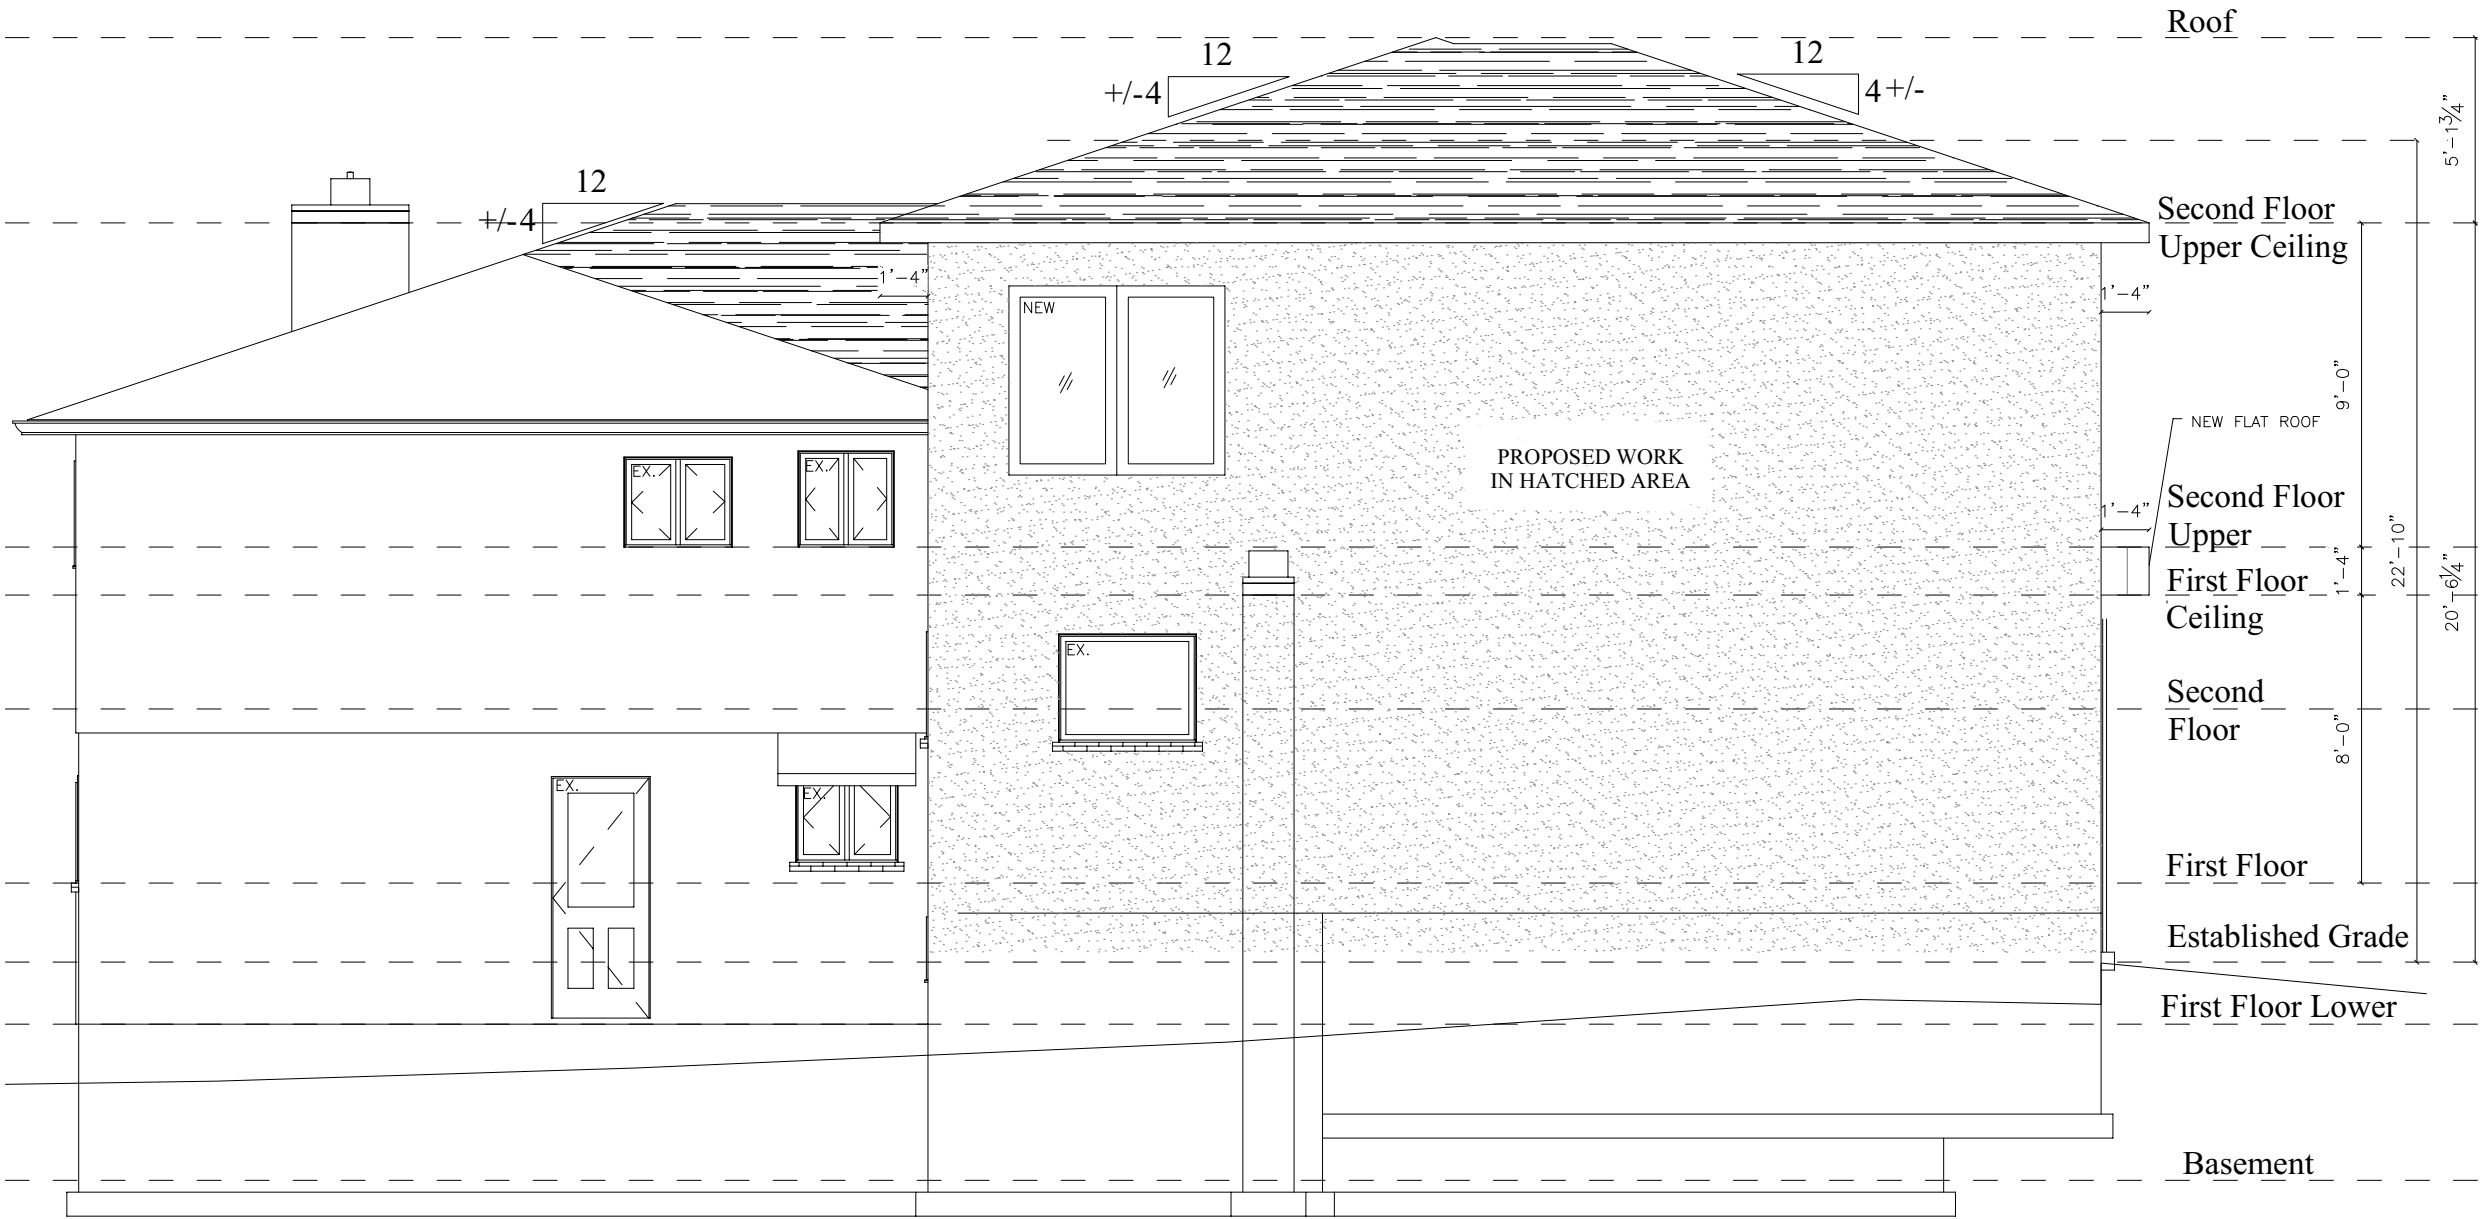 Roof
12
12
+/-4
4 +/-
5'-1¾"
12
+/-4
Second Floor
Upper Ceiling
1'-4"
1'-4"
NEW
9'-0"
NEW FLAT ROOF
PROPOSED WORK
IN HATCHED AREA
EX.
EX.
Second Floor
Upper
1'-4"
22'-10"
20'-6¼"
1'-4"
First Floor
Ceiling
EX.
Second
Floor
8'-0"
EX.
EX.
First Floor
Established Grade
First Floor Lower
Basement